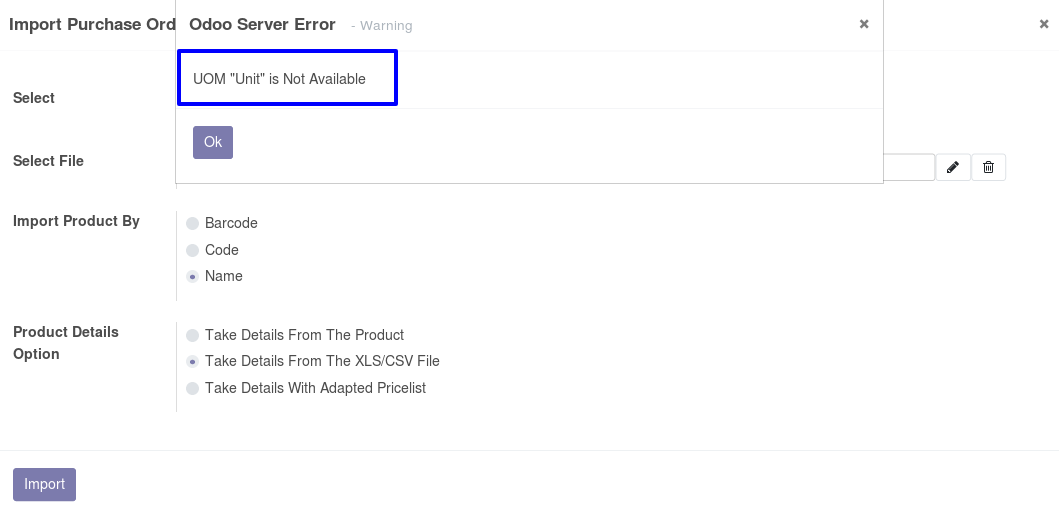 Import Purchase Ord
Odoo Server Error - Warning
UOM "Unit" is Not Available
Select
Ok
Select File
Import Product By
Barcode
Code
Name
Product Details
Option
Take Details From The Product
Take Details From The XLS/CSV File
Take Details With Adapted Pricelist
Import